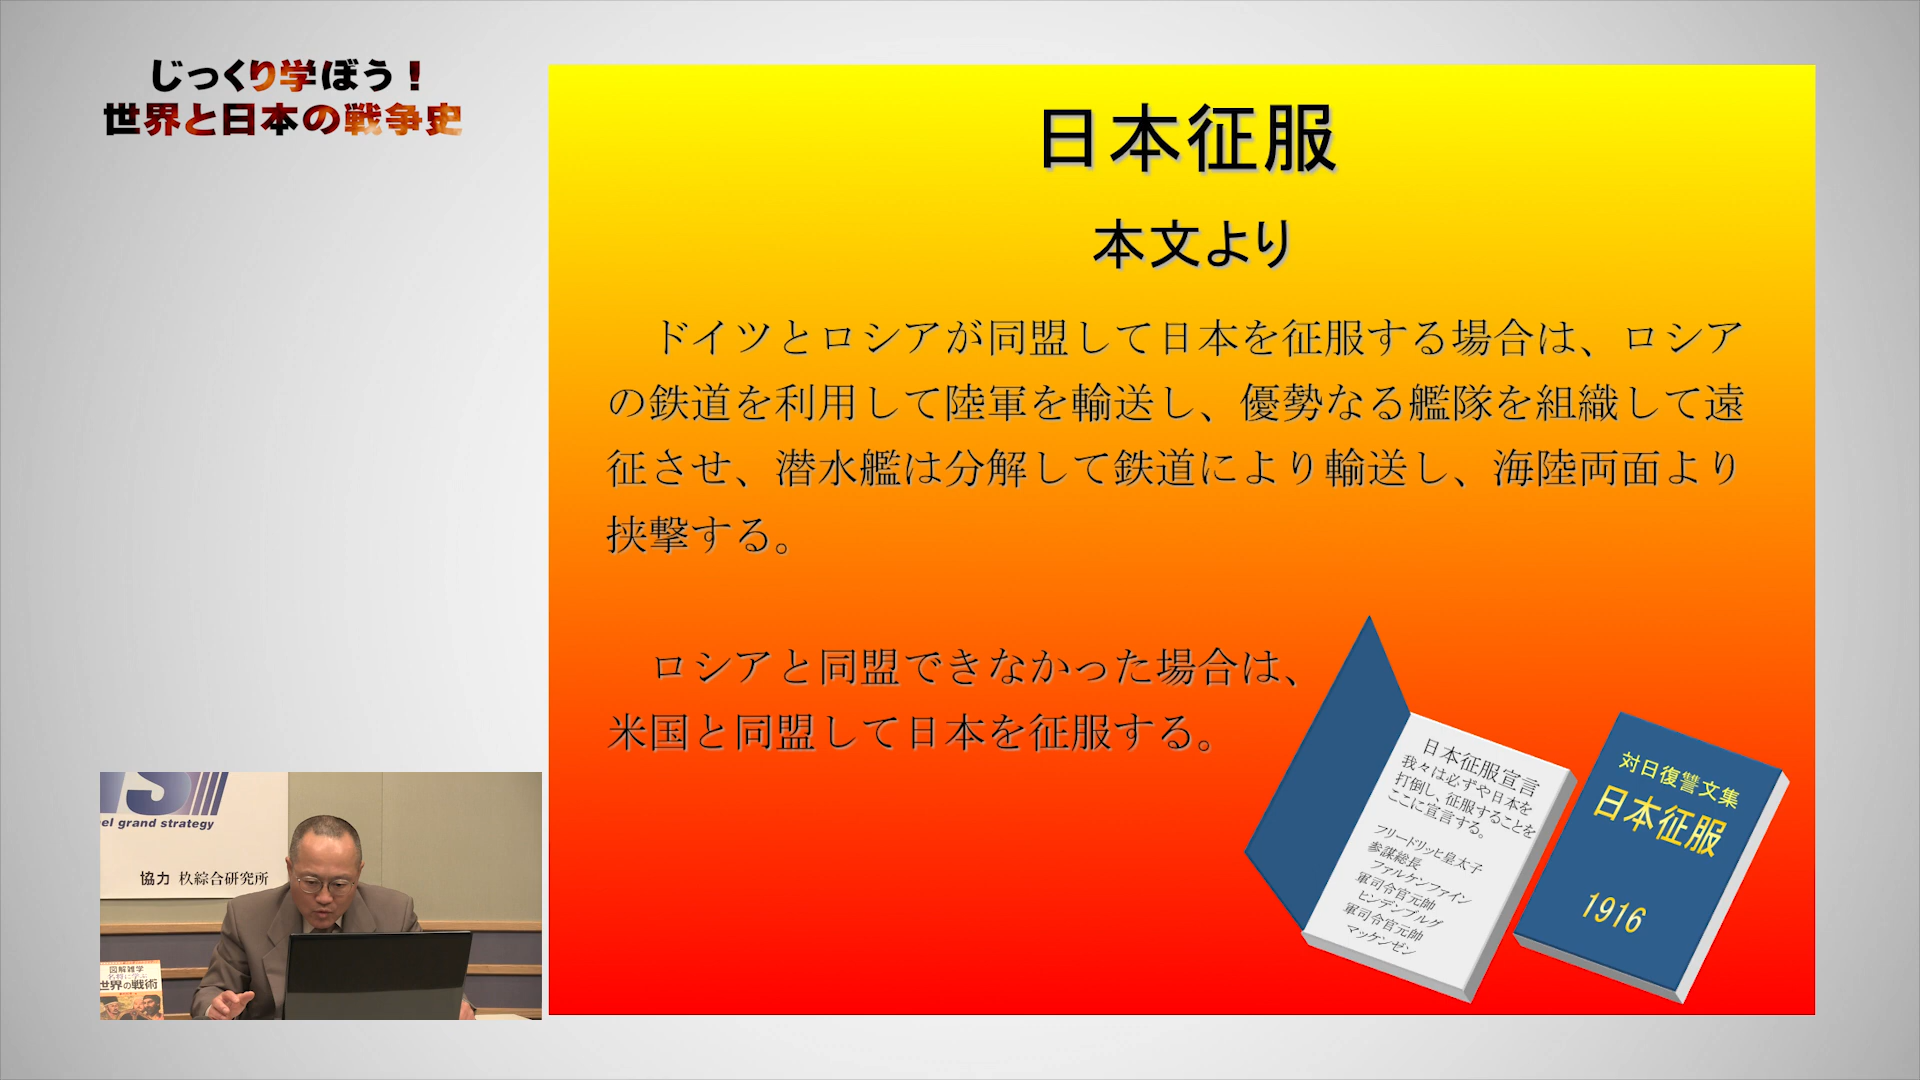 じっくり学ぼう！
世界と日本の戦争史
日本征服
本文より
ドイツとロシアが同盟して日本を征服する場合は、ロシア
の鉄道を利用して陸軍を輸送し、優勢なる艦隊を組織して遠
征させ、潜水艦は分解して鉄道により輸送し、海陸両面より
挟撃する。
ロシアと同盟できなかった場合は、
米国と同盟して日本を征服する。
日本征服宣言
我々は必ずや日本を
打倒し、征服することを
ここに宣言する。
フリードリッヒ皇太子
参謀総長
ファルケンファイン
軍司令官元帥
ヒンデンブルグ
軍司令官元帥
マッケンゼン
対日復讐文集
日本征服
1916
el grand strategy
協力 杦綜合研究所
図解雑学
名将に学ぶ
世界の戦術